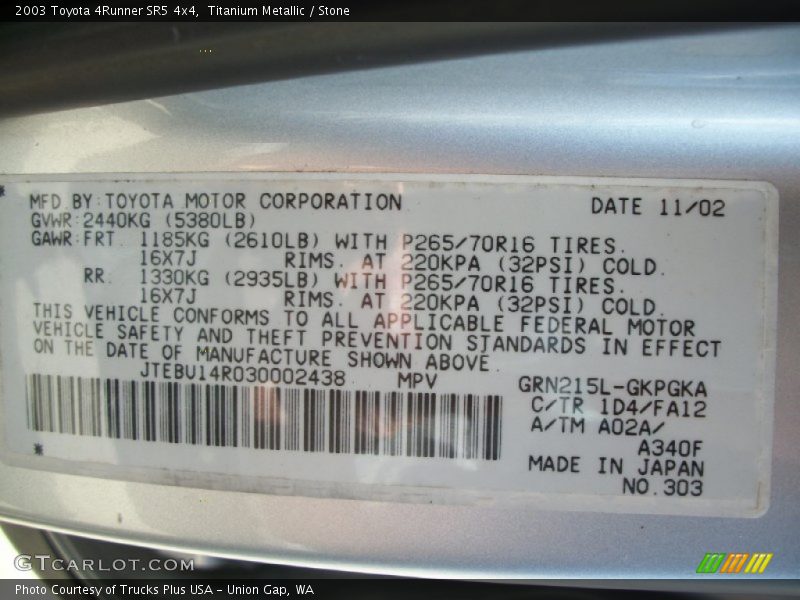 2003 Toyota 4Runner SR5 4x4, Titanium Metallic / Stone
MFD.BY:TOYOTA MOTOR CORPORATION DATE 11/02
GVWR:2440KG (5380LB)
GAWR:FRT. 1185KG (2610LB) WITH P265/70R16 TIRES.
16X7J RIMS. AT 220KPA (32PSI) COLD.
RR. 1330KG (2935LB) WITH P265/70R16 TIRES.
16X7J RIMS. AT 220KPA (32PSI) COLD.
THIS VEHICLE CONFORMS TO ALL APPLICABLE FEDERAL MOTOR
VEHICLE SAFETY AND THEFT PREVENTION STANDARDS IN EFFECT
ON THE DATE OF MANUFACTURE SHOWN ABOVE.
JTEBU14R030002438 MPV
GRN215L-GKPGKA
C/TR 1D4/FA12
A/TM A02A/
A340F
MADE IN JAPAN
NO.303
GTCarLot.com
Photo Courtesy of Trucks Plus USA - Union Gap, WA